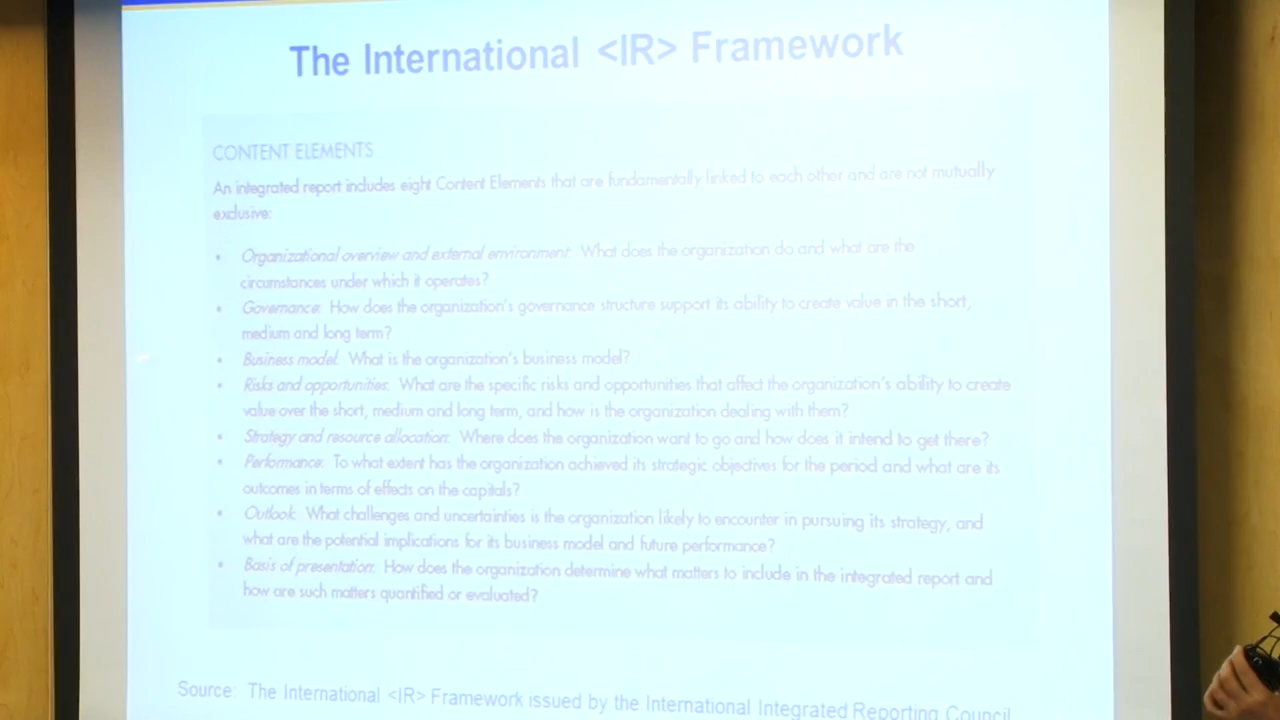 The International <IR> Framework
CONTENT ELEMENTS
An integrated report includes eight Content Elements that are fundamentally linked to each other and are not mutually
exclusive:
• Organizational overview and external environment: What does the organization do and what are the
circumstances under which it operates?
• Governance: How does the organization's governance structure support its ability to create value in the short,
medium and long term?
• Business model: What is the organization's business model?
• Risks and opportunities: What are the specific risks and opportunities that affect the organization's ability to create
value over the short, medium and long term, and how is the organization dealing with them?
• Strategy and resource allocation: Where does the organization want to go and how does it intend to get there?
• Performance: To what extent has the organization achieved its strategic objectives for the period and what are its
outcomes in terms of effects on the capitals?
• Outlook: What challenges and uncertainties is the organization likely to encounter in pursuing its strategy, and
what are the potential implications for its business model and future performance?
• Basis of presentation: How does the organization determine what matters to include in the integrated report and
how are such matters quantified or evaluated?
Source: The International <IR> Framework issued by the International Integrated Reporting Council